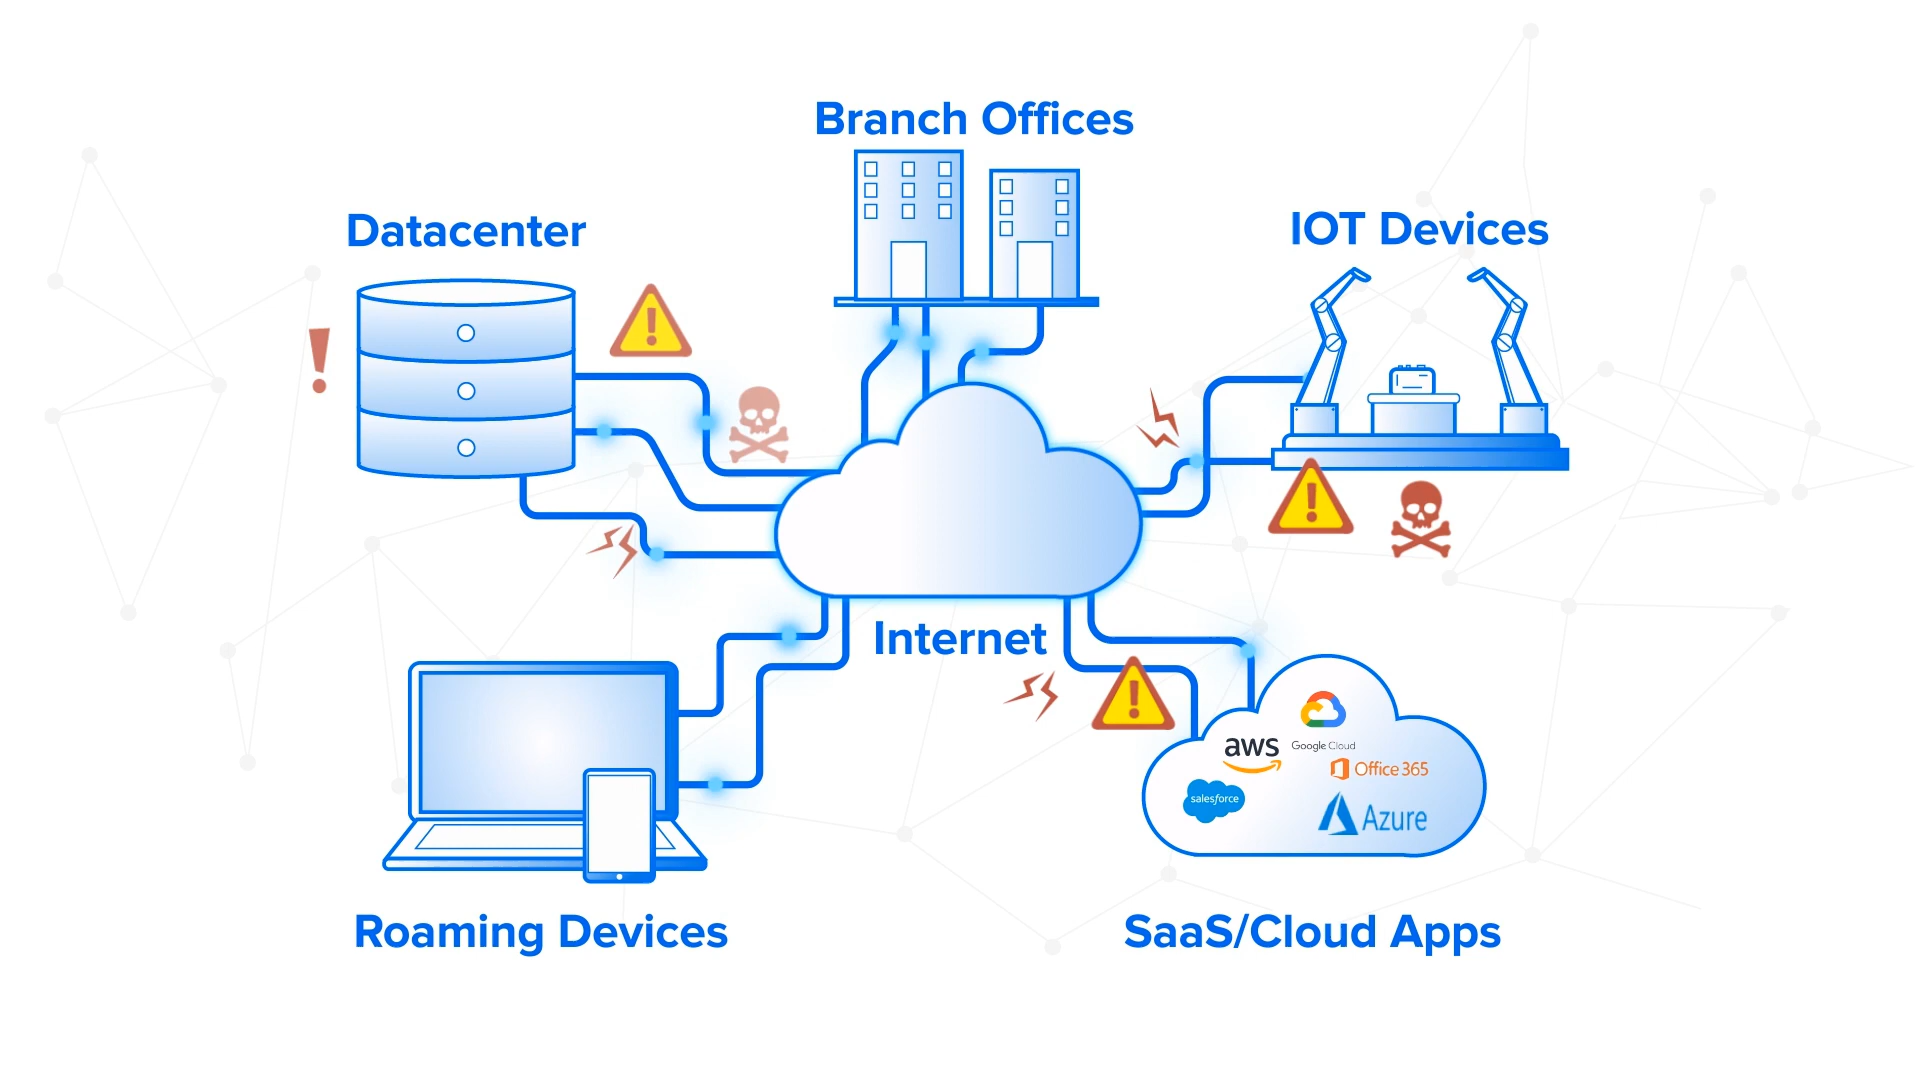 Branch Offices
Datacenter
IOT Devices
Internet
aws
Google Cloud
Office 365
salesforce
Azure
Roaming Devices
SaaS/Cloud Apps